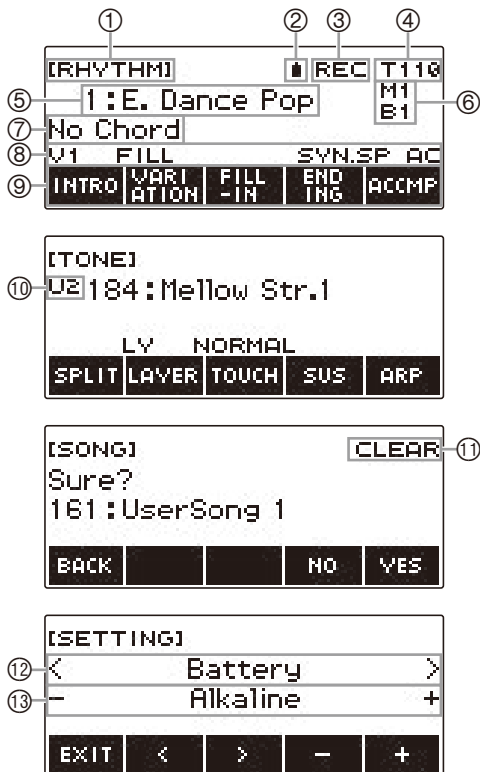 ① ② ③ ④
[RHYTHM] REC T110
⑤ 1:E. Dance Pop M1 ⑥
B1
⑦ No Chord
⑧ V1 FILL SYN.SP AC
⑨ INTRO VARI ATION FILL -IN END ING ACCMP
[TONE]
⑩ U2 184:Mellow Str.1
LY NORMAL
SPLIT LAYER TOUCH SUS ARP
[SONG] CLEAR ⑪
Sure?
161:UserSong 1
BACK NO YES
[SETTING]
⑫ < Battery >
⑬ - Alkaline +
EXIT < > - +